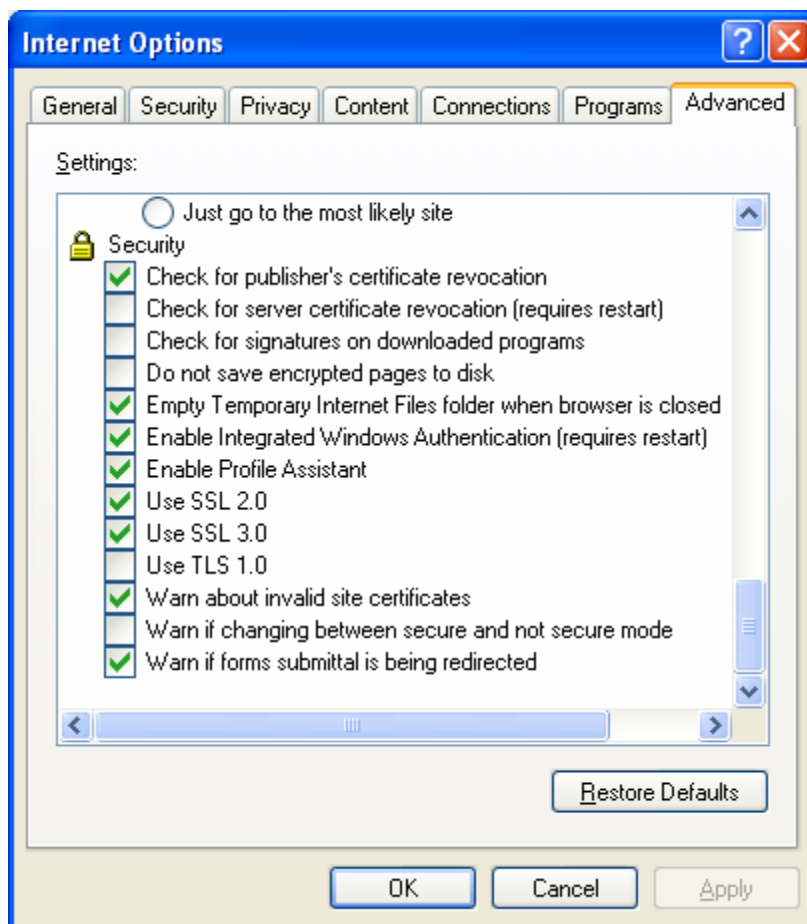 Internet Options
General Security Privacy Content Connections Programs Advanced
Settings:
Just go to the most likely site
Security
Check for publisher's certificate revocation
Check for server certificate revocation (requires restart)
Check for signatures on downloaded programs
Do not save encrypted pages to disk
Empty Temporary Internet Files folder when browser is closed
Enable Integrated Windows Authentication (requires restart)
Enable Profile Assistant
Use SSL 2.0
Use SSL 3.0
Use TLS 1.0
Warn about invalid site certificates
Warn if changing between secure and not secure mode
Warn if forms submittal is being redirected
Restore Defaults
OK Cancel Apply